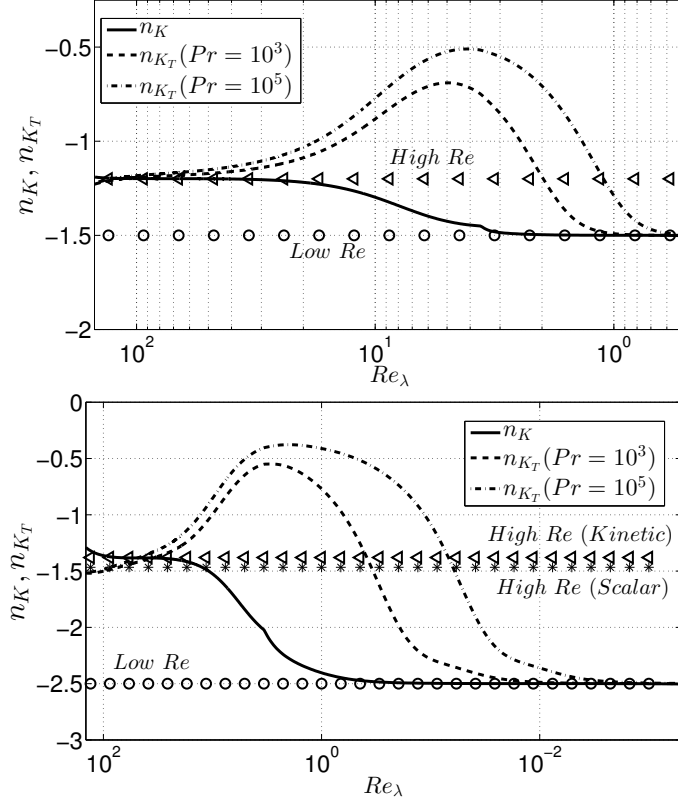 −0.5
−1
−1.5
−2
n_K, n_{K_T}
n_K
n_{K_T}(Pr = 10^3)
n_{K_T}(Pr = 10^5)
High Re
Low Re
10^2
10^1
10^0
Re_λ
0
−0.5
−1
−1.5
−2
−2.5
−3
n_K, n_{K_T}
n_K
n_{K_T}(Pr = 10^3)
n_{K_T}(Pr = 10^5)
High Re (Kinetic)
High Re (Scalar)
Low Re
10^2
10^0
10^{−2}
Re_λ